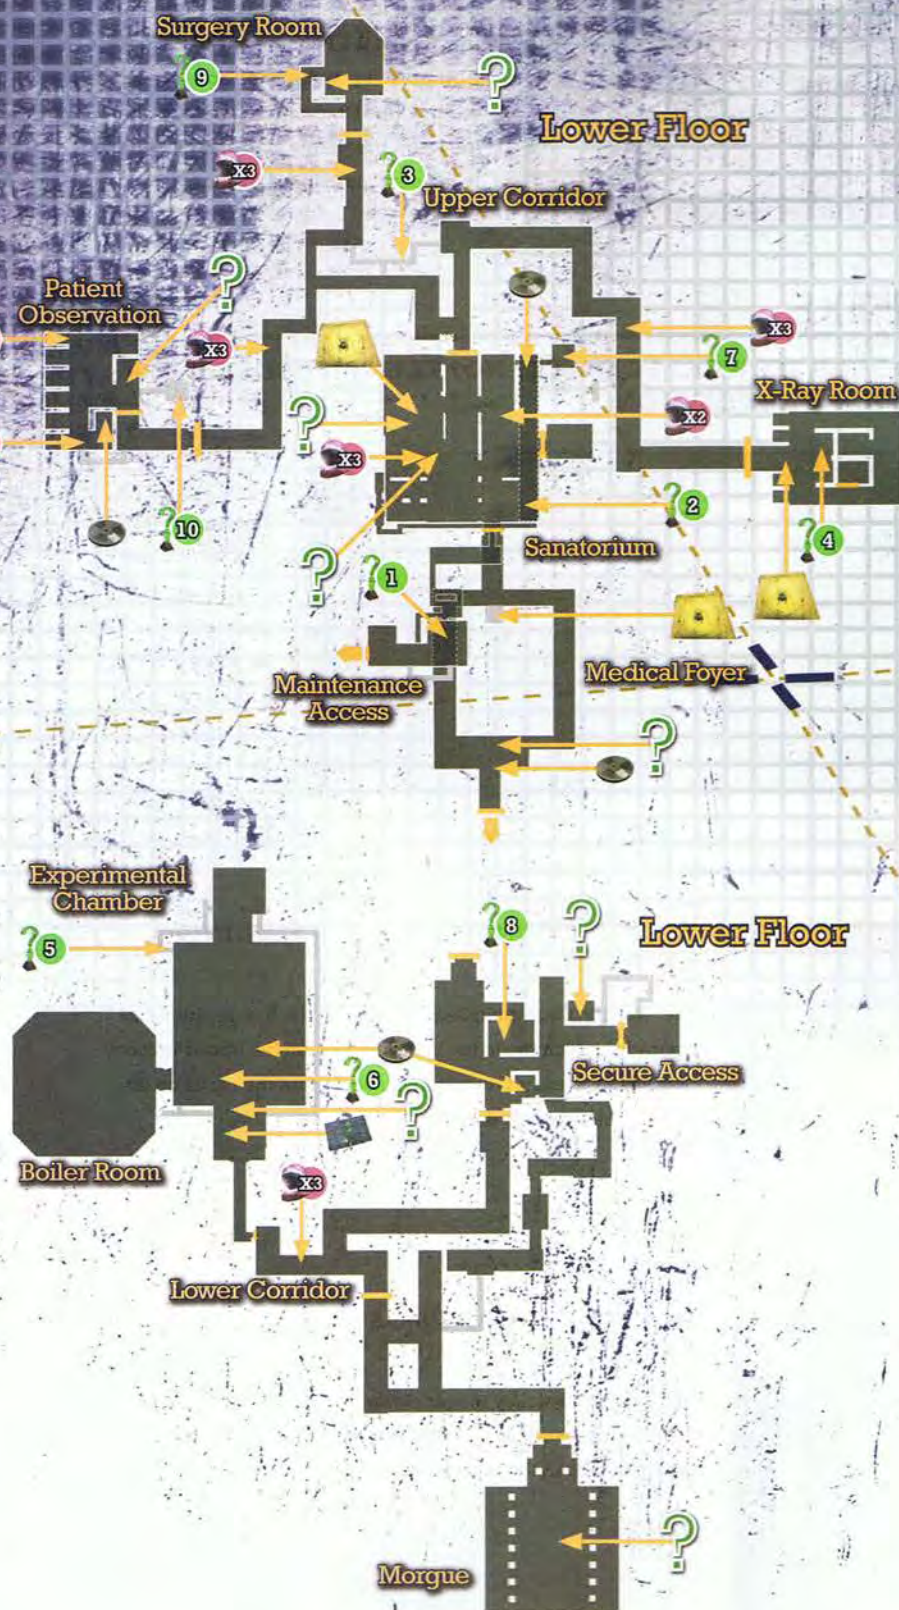 Surgery Room
9
Lower Floor
X3
3
Upper Corridor
Patient
Observation
X3
X3
7
X-Ray Room
X2
X3
2
10
4
Sanatorium
1
Medical Foyer
Maintenance
Access
Experimental
Chamber
5
8
Lower Floor
6
Secure Access
Boiler Room
X3
Lower Corridor
Morgue